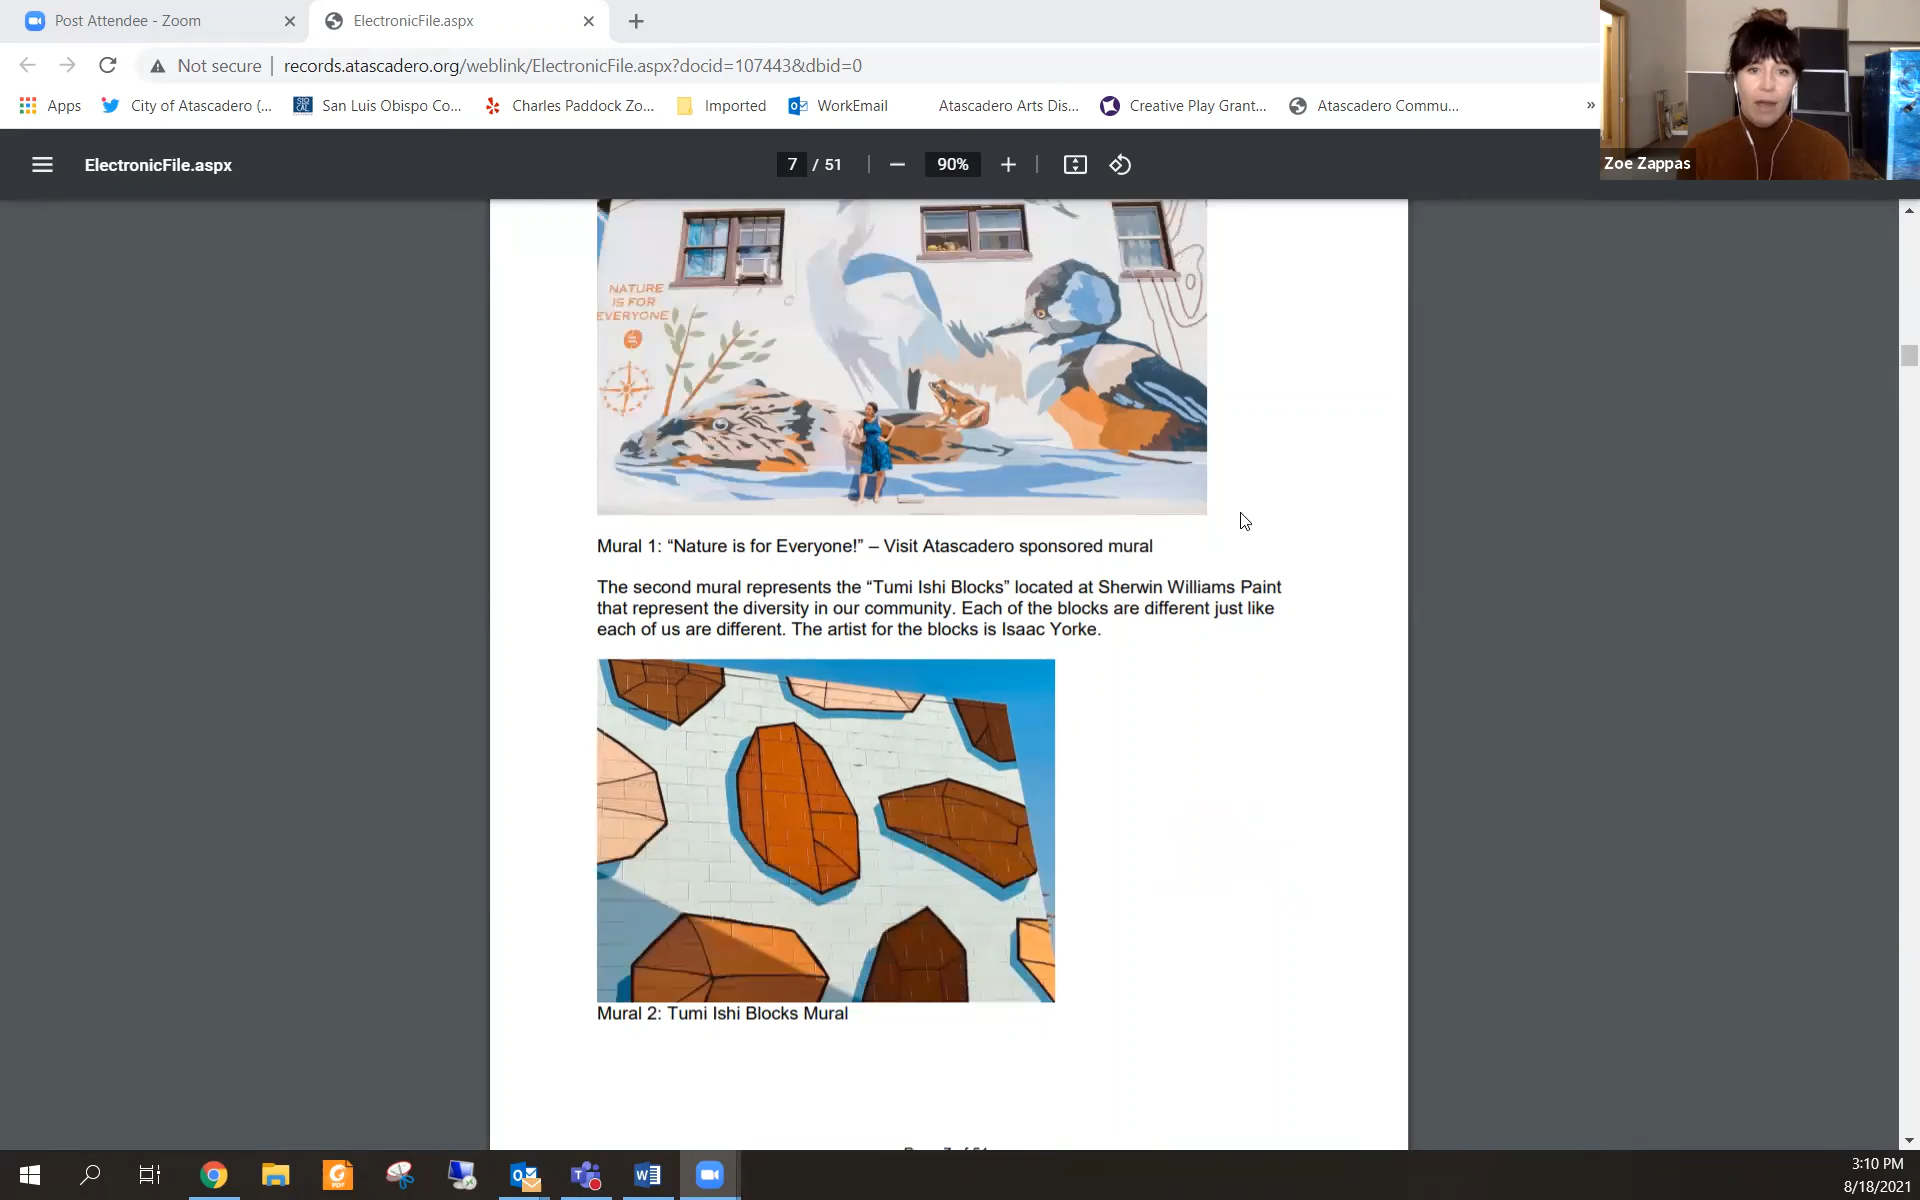 Post Attendee - Zoom
ElectronicFile.aspx
Not secure
records.atascadero.org/weblink/ElectronicFile.aspx?docid=107443&dbid=0
Apps
City of Atascadero (...
San Luis Obispo Co...
Charles Paddock Zo...
Imported
WorkEmail
Atascadero Arts Dis...
Creative Play Grant...
Atascadero Commu...
»
Zoe Zappas
ElectronicFile.aspx
7 / 51
90%
NATURE
IS FOR
EVERYONE
Mural 1: “Nature is for Everyone!” – Visit Atascadero sponsored mural
The second mural represents the “Tumi Ishi Blocks” located at Sherwin Williams Paint
that represent the diversity in our community. Each of the blocks are different just like
each of us are different. The artist for the blocks is Isaac Yorke.
Mural 2: Tumi Ishi Blocks Mural
3:10 PM
8/18/2021